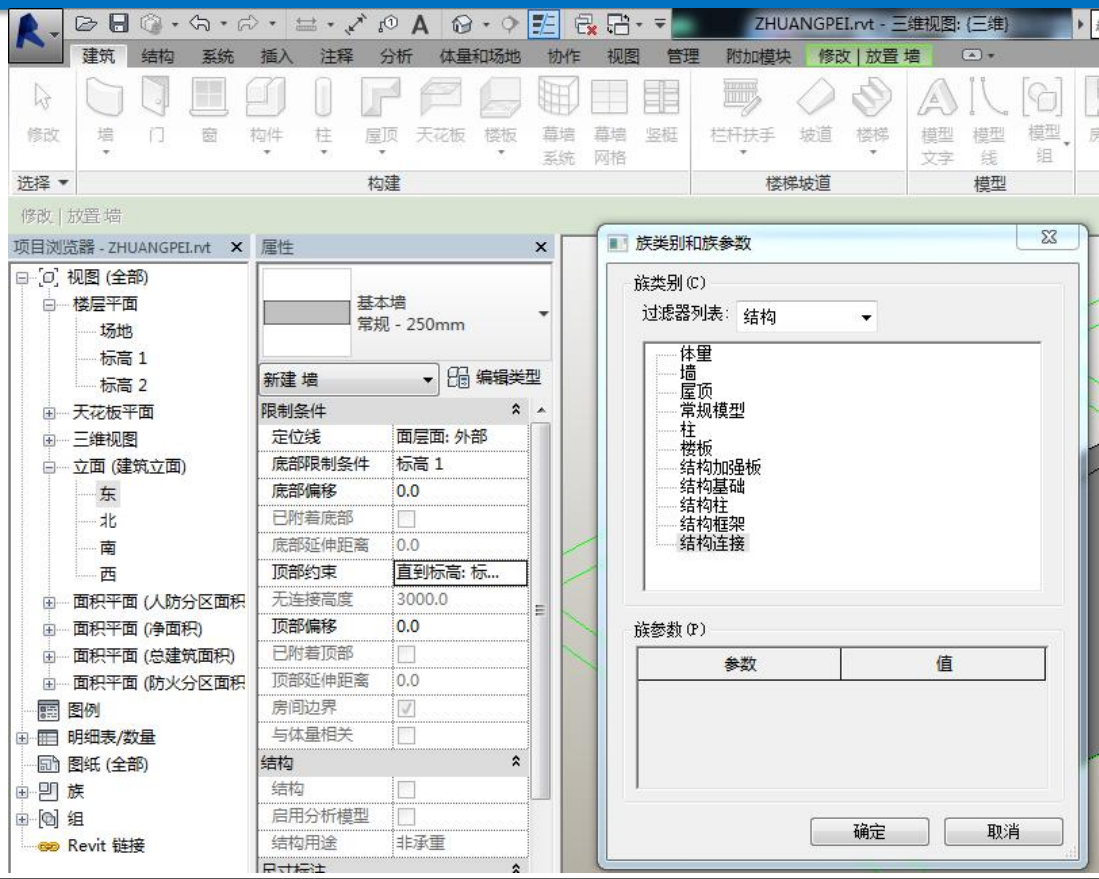 ZHUANGPEI.rvt - 三维视图: {三维}
建筑 结构 系统 插入 注释 分析 体量和场地 协作 视图 管理 附加模块 修改 | 放置 墙
修改 墙 门 窗 构件 柱 屋顶 天花板 楼板 幕墙 系统 幕墙 网格 竖梃 栏杆扶手 坡道 楼梯 模型 文字 模型 线 模型 组
选择 构建 楼梯坡道 模型
修改 | 放置 墙
项目浏览器 - ZHUANGPEI.rvt
视图 (全部)
楼层平面
场地
标高 1
标高 2
天花板平面
三维视图
立面 (建筑立面)
东
北
南
西
面积平面 (人防分区面积
面积平面 (净面积)
面积平面 (总建筑面积)
面积平面 (防火分区面积
图例
明细表/数量
图纸 (全部)
族
组
Revit 链接
属性
基本墙
常规 - 250mm
新建 墙 编辑类型
限制条件
定位线 面层面: 外部
底部限制条件 标高 1
底部偏移 0.0
已附着底部
底部延伸距离 0.0
顶部约束 直到标高: 标...
无连接高度 3000.0
顶部偏移 0.0
已附着顶部
顶部延伸距离 0.0
房间边界
与体量相关
结构
结构
启用分析模型
结构用途 非承重
尺寸标注
族类别和族参数
族类别(C)
过滤器列表: 结构
体量
墙
屋顶
常规模型
柱
楼板
结构加强板
结构基础
结构柱
结构框架
结构连接
族参数(P)
参数 值
确定 取消